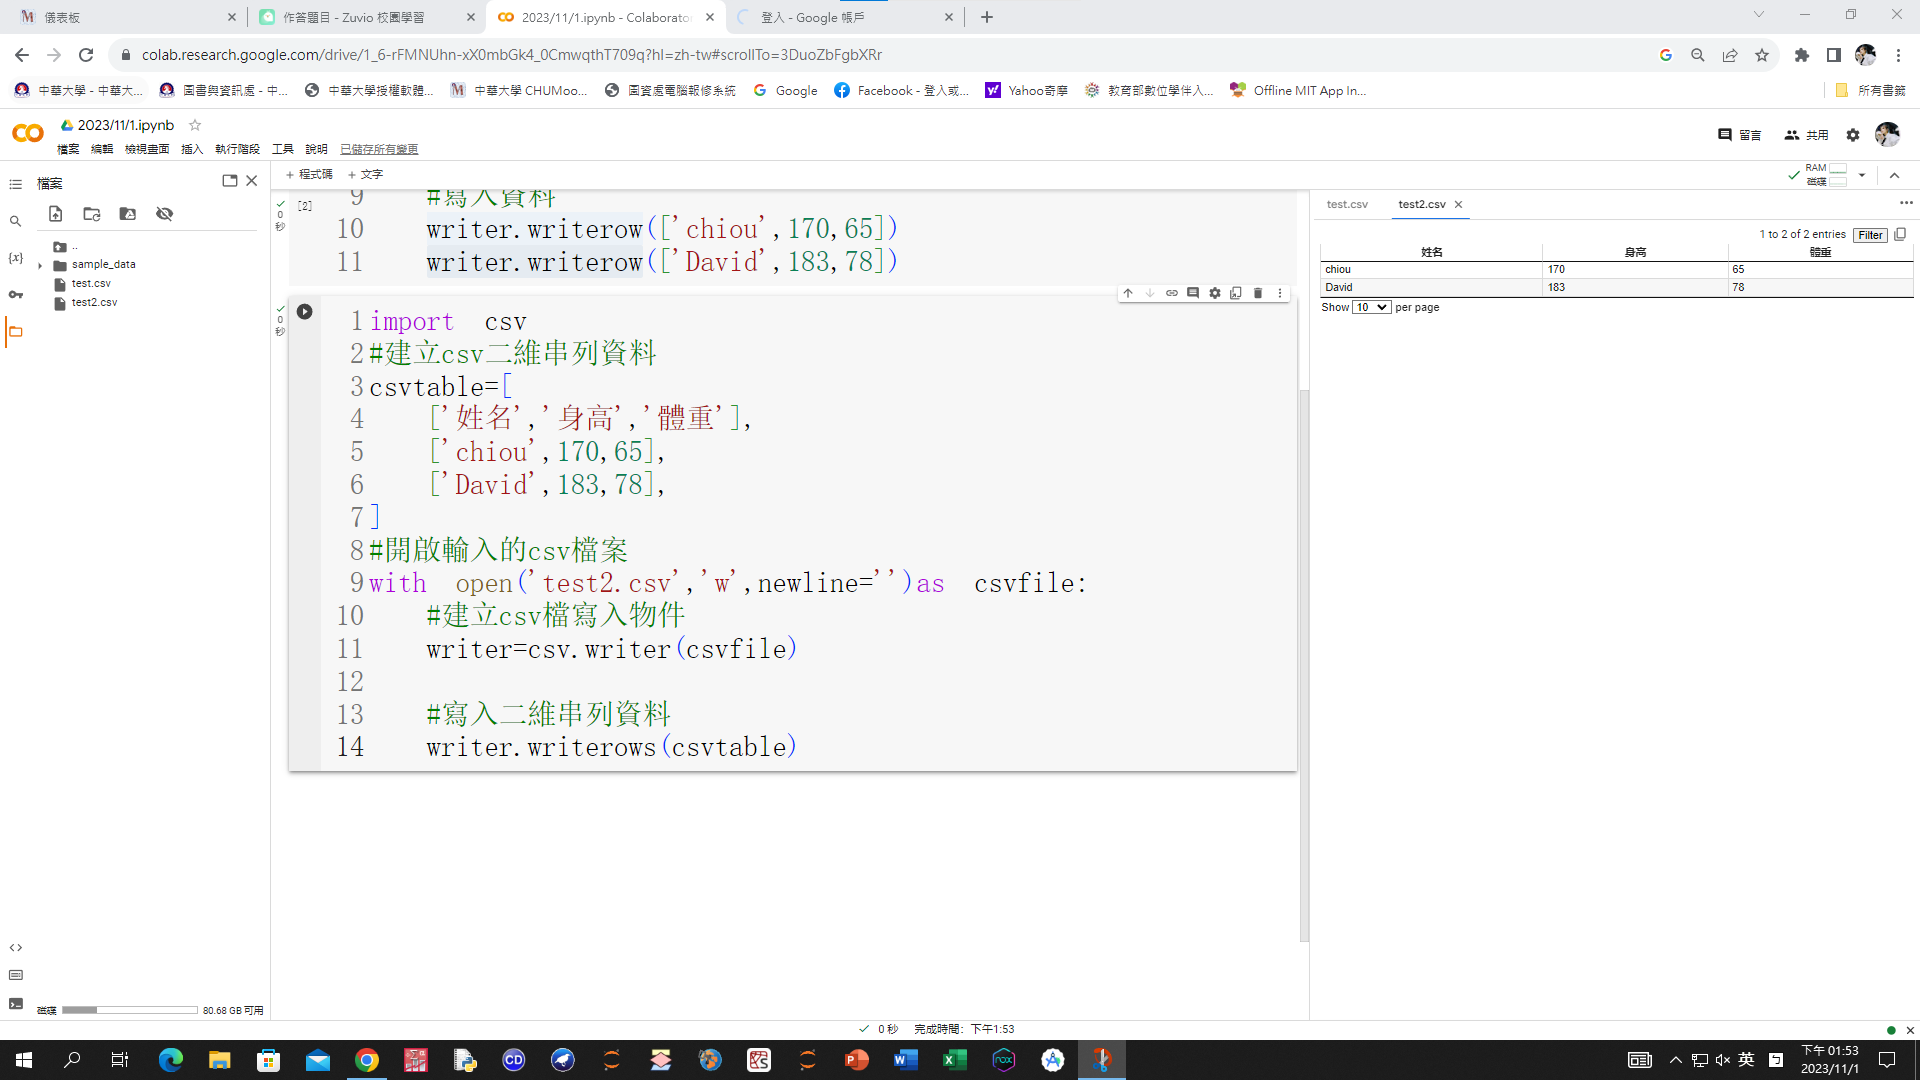 儀表板
作答題目 - Zuvio 校園學習
2023/11/1.ipynb - Colaborator
登入 - Google 帳戶
colab.research.google.com/drive/1_6-rFMNUhn-xX0mbGk4_0CmwqthT709q?hl=zh-tw#scrollTo=3DuoZbFgbXRr
中華大學 - 中華大...
圖書與資訊處 - 中...
中華大學授權軟體...
中華大學 CHUMoo...
圖資處電腦報修系統
Google
Facebook - 登入或...
Yahoo奇摩
教育部數位學伴入...
Offline MIT App In...
所有書籤
2023/11/1.ipynb
檔案 編輯 檢視畫面 插入 執行階段 工具 說明 已儲存所有變更
留言
共用
檔案
+ 程式碼 + 文字
RAM
磁碟
..
sample_data
test.csv
test2.csv
[2]
0
秒
9 #寫入資料
10 writer.writerow(['chiou',170,65])
11 writer.writerow(['David',183,78])
0
秒
1 import csv
2 #建立csv二維串列資料
3 csvtable=[
4 ['姓名','身高','體重'],
5 ['chiou',170,65],
6 ['David',183,78],
7 ]
8 #開啟輸入的csv檔案
9 with open('test2.csv','w',newline='')as csvfile:
10 #建立csv檔寫入物件
11 writer=csv.writer(csvfile)
12
13 #寫入二維串列資料
14 writer.writerows(csvtable)
test.csv
test2.csv
1 to 2 of 2 entries Filter
姓名 身高 體重
chiou 170 65
David 183 78
Show 10 per page
磁碟 80.68 GB 可用
0 秒 完成時間：下午1:53
英
下午 01:53
2023/11/1